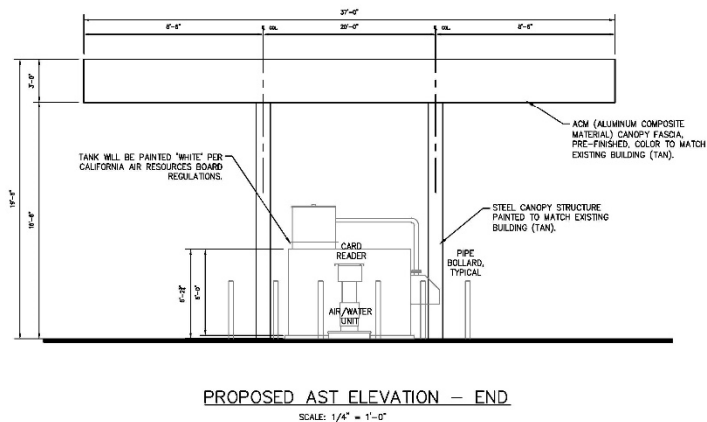 37'-0"
8'-6"
COL.
20'-0"
COL.
8'-6"
3'-0"
ACM (ALUMINUM COMPOSITE
MATERIAL) CANOPY FASCIA,
PRE-FINISHED, COLOR TO MATCH
EXISTING BUILDING (TAN).
TANK WILL BE PAINTED "WHITE" PER
CALIFORNIA AIR RESOURCES BOARD
REGULATIONS.
19'-6"
16'-6"
STEEL CANOPY STRUCTURE
PAINTED TO MATCH EXISTING
BUILDING (TAN).
CARD
READER
PIPE
BOLLARD,
TYPICAL
6'-0"
AIR/WATER
UNIT
PROPOSED AST ELEVATION - END
SCALE: 1/4" = 1'-0"